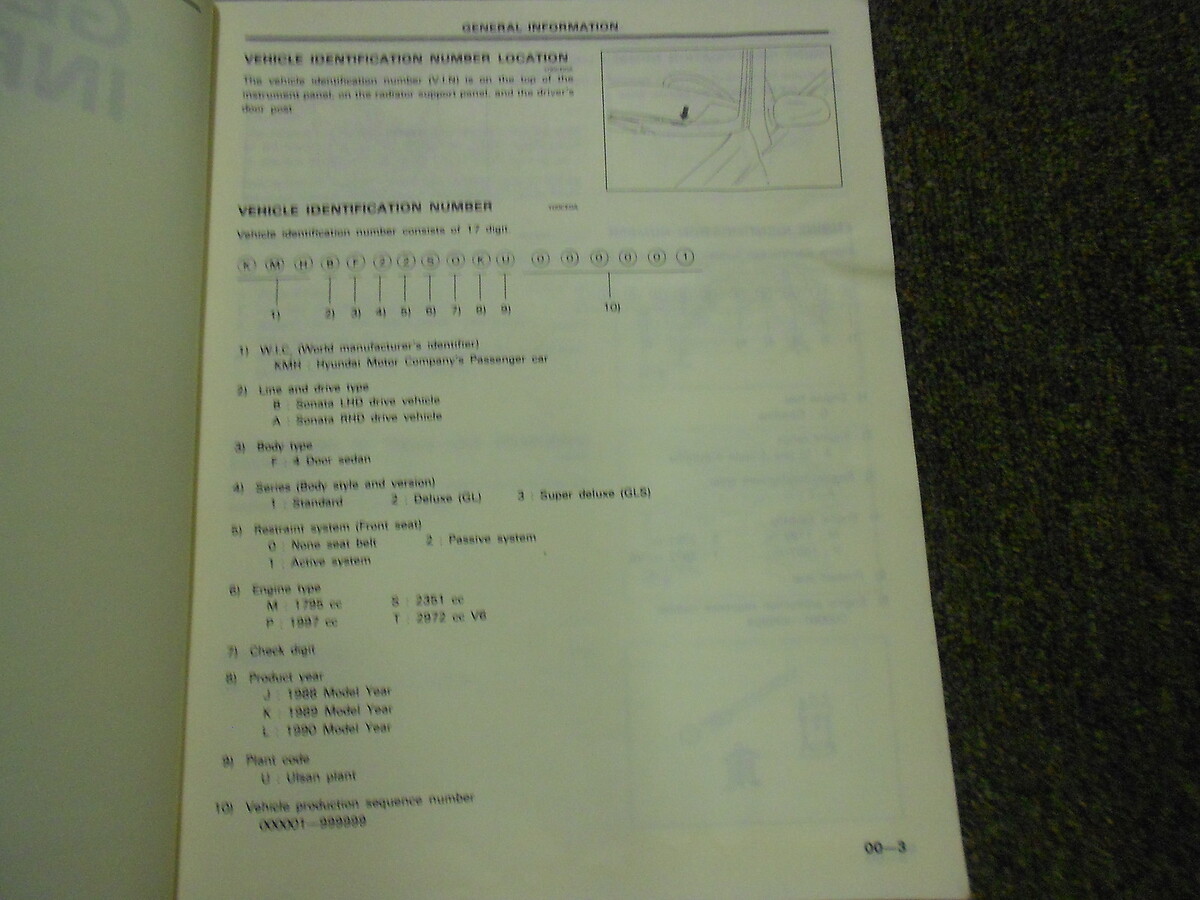 GENERAL INFORMATION
VEHICLE IDENTIFICATION NUMBER LOCATION
The vehicle identification number (V.I.N) is on the top of the
instrument panel, on the radiator support panel, and the driver's
door post.
VEHICLE IDENTIFICATION NUMBER
Vehicle identification number consists of 17 digit.
K M H B F 2 2 S O K U 0 0 0 0 0 1
1) 2) 3) 4) 5) 6) 7) 8) 9) 10)
1) W.I.C. (World manufacturer's identifier)
KMH : Hyundai Motor Company's Passenger car
2) Line and drive type
B : Sonata LHD drive vehicle
A : Sonata RHD drive vehicle
3) Body type
F : 4 Door sedan
4) Series (Body style and version)
1 : Standard 2 : Deluxe (GL) 3 : Super deluxe (GLS)
5) Restraint system (Front seat)
0 : None seat belt 2 : Passive system
1 : Active system
6) Engine type
M : 1795 cc S : 2351 cc
P : 1997 cc T : 2972 cc V6
7) Check digit
8) Product year
J : 1988 Model Year
K : 1989 Model Year
L : 1990 Model Year
9) Plant code
U : Ulsan plant
10) Vehicle production sequence number
000001—999999
00—3